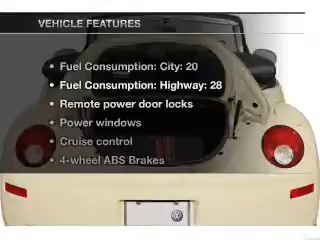 VEHICLE FEATURES
• Fuel Consumption: City: 20
• Fuel Consumption: Highway: 28
• Remote power door locks
• Power windows
• Cruise control
• 4-wheel ABS Brakes